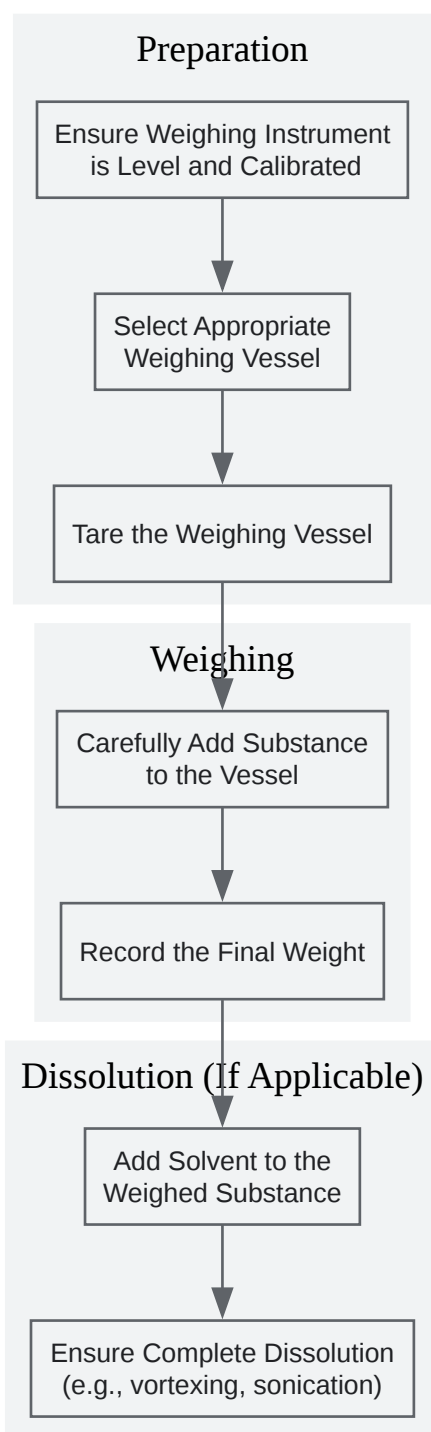 Preparation
Ensure Weighing Instrument
is Level and Calibrated
Select Appropriate
Weighing Vessel
Tare the Weighing Vessel
Weighing
Carefully Add Substance
to the Vessel
Record the Final Weight
Dissolution (If Applicable)
Add Solvent to the
Weighed Substance
Ensure Complete Dissolution
(e.g., vortexing, sonication)